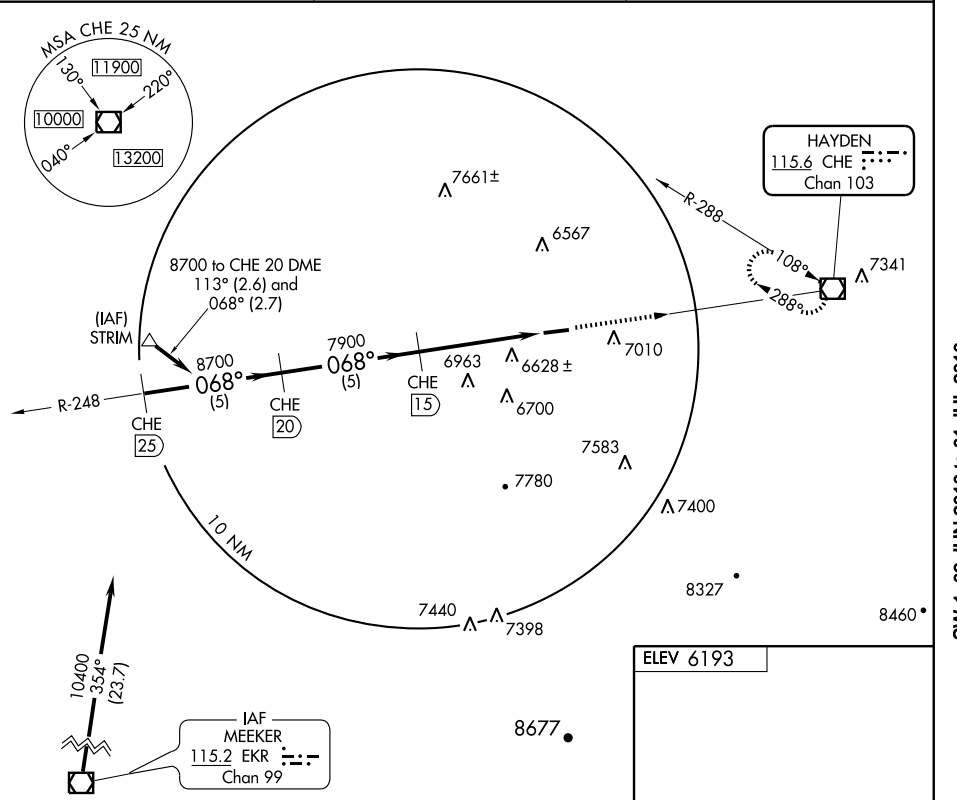 MSA CHE 25 NM
130°
11900
220°
10000
040°
13200
HAYDEN
115.6 CHE
Chan 103
7661±
R-288
6567
108°
288°
7341
8700 to CHE 20 DME
113° (2.6) and
068° (2.7)
(IAF)
STRIM
8700
068°
(5)
7900
068°
(5)
6963
6628 ±
7010
R-248
CHE
25
CHE
20
CHE
15
6700
7583
7780
7400
10 NM
8327
7440
7398
8460
10400
354°
(23.7)
ELEV 6193
IAF
MEEKER
115.2 EKR
Chan 99
8677